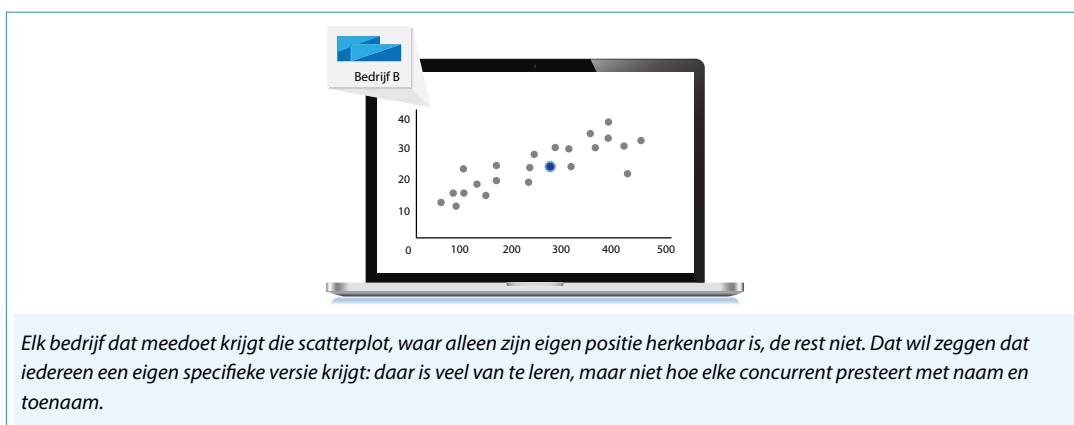 Bedrijf B
40
30
20
10
0 100 200 300 400 500
Elk bedrijf dat meedoet krijgt die scatterplot, waar alleen zijn eigen positie herkenbaar is, de rest niet. Dat wil zeggen dat
iedereen een eigen specifieke versie krijgt: daar is veel van te leren, maar niet hoe elke concurrent presteert met naam en
toenaam.